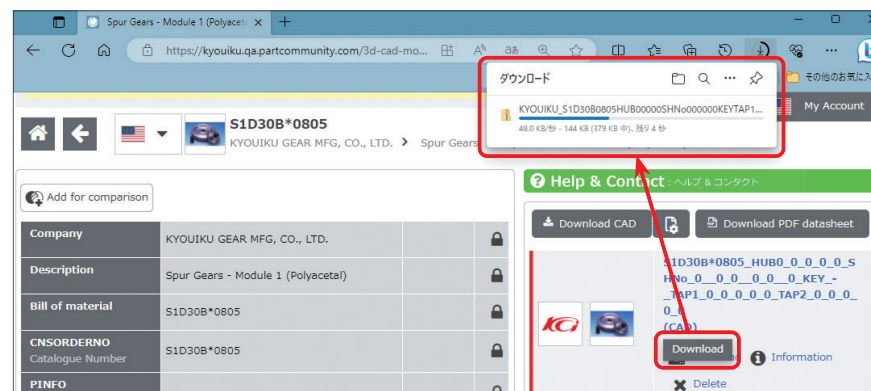 Spur Gears - Module 1 (Polyacet
https://kyouiku.qa.partcommunity.com/3d-cad-mo...
その他のお気に入
ダウンロード
KYOUIKU_S1D30B0805HUB00000SHNo000000KEYTAP1...
48.0 KB/秒 - 144 KB (379 KB 中)、残り 4 秒
My Account
S1D30B*0805
KYOUIKU GEAR MFG, CO., LTD. > Spur Gears
Help & Contact : ヘルプ & コンタクト
Add for comparison
Download CAD
Download PDF datasheet
Company
KYOUIKU GEAR MFG, CO., LTD.
Description
Spur Gears - Module 1 (Polyacetal)
Bill of material
S1D30B*0805
CNSORDERNO
Catalogue Number
S1D30B*0805
PINFO
KG
S1D30B*0805_HUB0_0_0_0_0_S
HNo_0__0_0__0_0__0_KEY_-
_TAP1_0_0_0_0_0_TAP2_0_0_0_
0_0
(CAD)
Download
Information
Delete